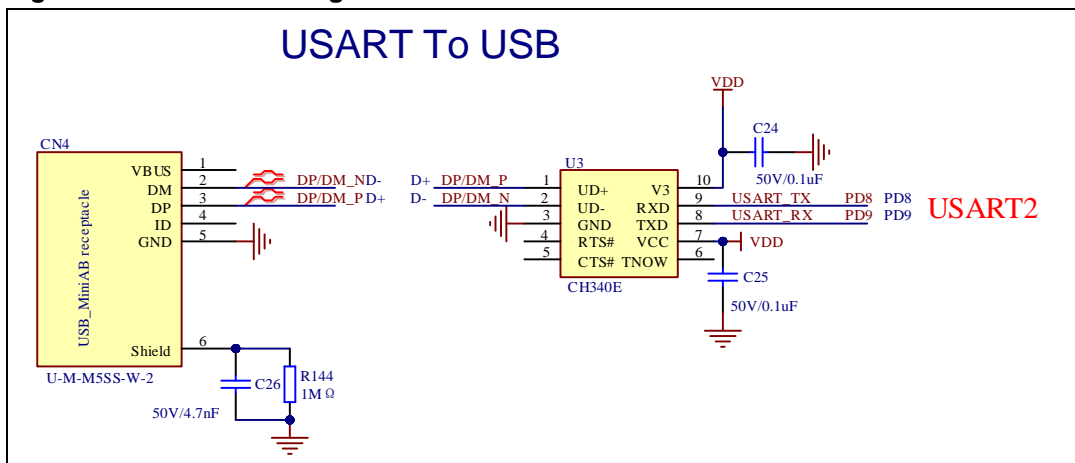 USART To USB
CN4
VBUS 1
DM 2 DP/DM_N D-
DP 3 DP/DM_P D+
ID 4
GND 5
USB_MiniAB receptacle
Shield 6
U-M-M5SS-W-2
C26
50V/4.7nF
R144
1MΩ
VDD
C24
50V/0.1uF
U3
D+ DP/DM_P 1 UD+ V3 10
D- DP/DM_N 2 UD- RXD 9 USART_TX PD8 PD8
3 GND TXD 8 USART_RX PD9 PD9
4 RTS# VCC 7 VDD
5 CTS# TNOW 6
CH340E
USART2
C25
50V/0.1uF